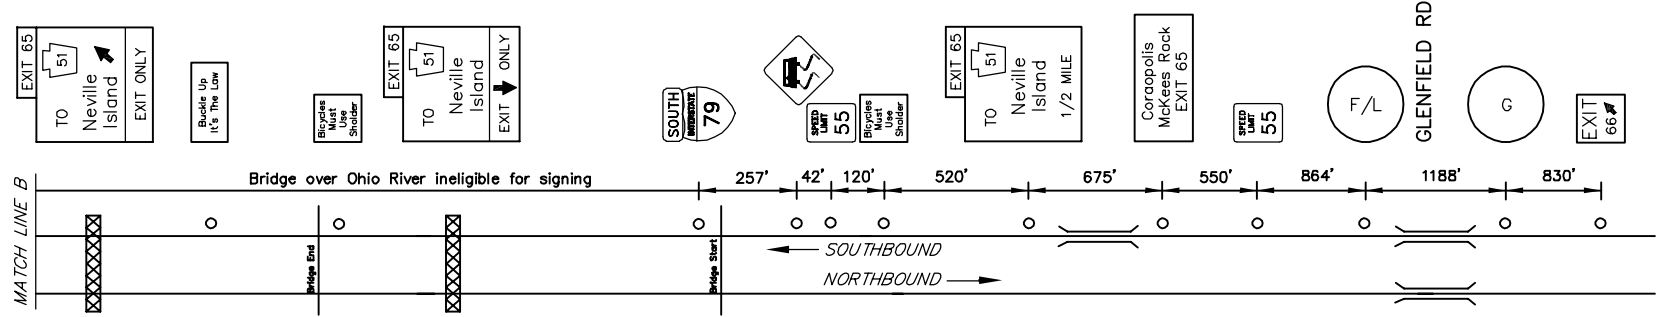 EXIT 65
51
TO
Neville
Island
EXIT ONLY
Buckle Up
It's The Law
Bicycles
Must
Use
Sholder
EXIT 65
51
TO
Neville
Island
EXIT ONLY
SOUTH
INTERSTATE
79
SPEED
LIMIT
55
Bicycles
Must
Use
Sholder
EXIT 65
51
TO
Neville
Island
1/2 MILE
Coraopolis
McKees Rock
EXIT 65
SPEED
LIMIT
55
F/L
GLENFIELD RD
G
EXIT
66
MATCH LINE B
Bridge over Ohio River ineligible for signing
257' 42' 120' 520' 675' 550' 864' 1188' 830'
Bridge End
Bridge Start
SOUTHBOUND
NORTHBOUND